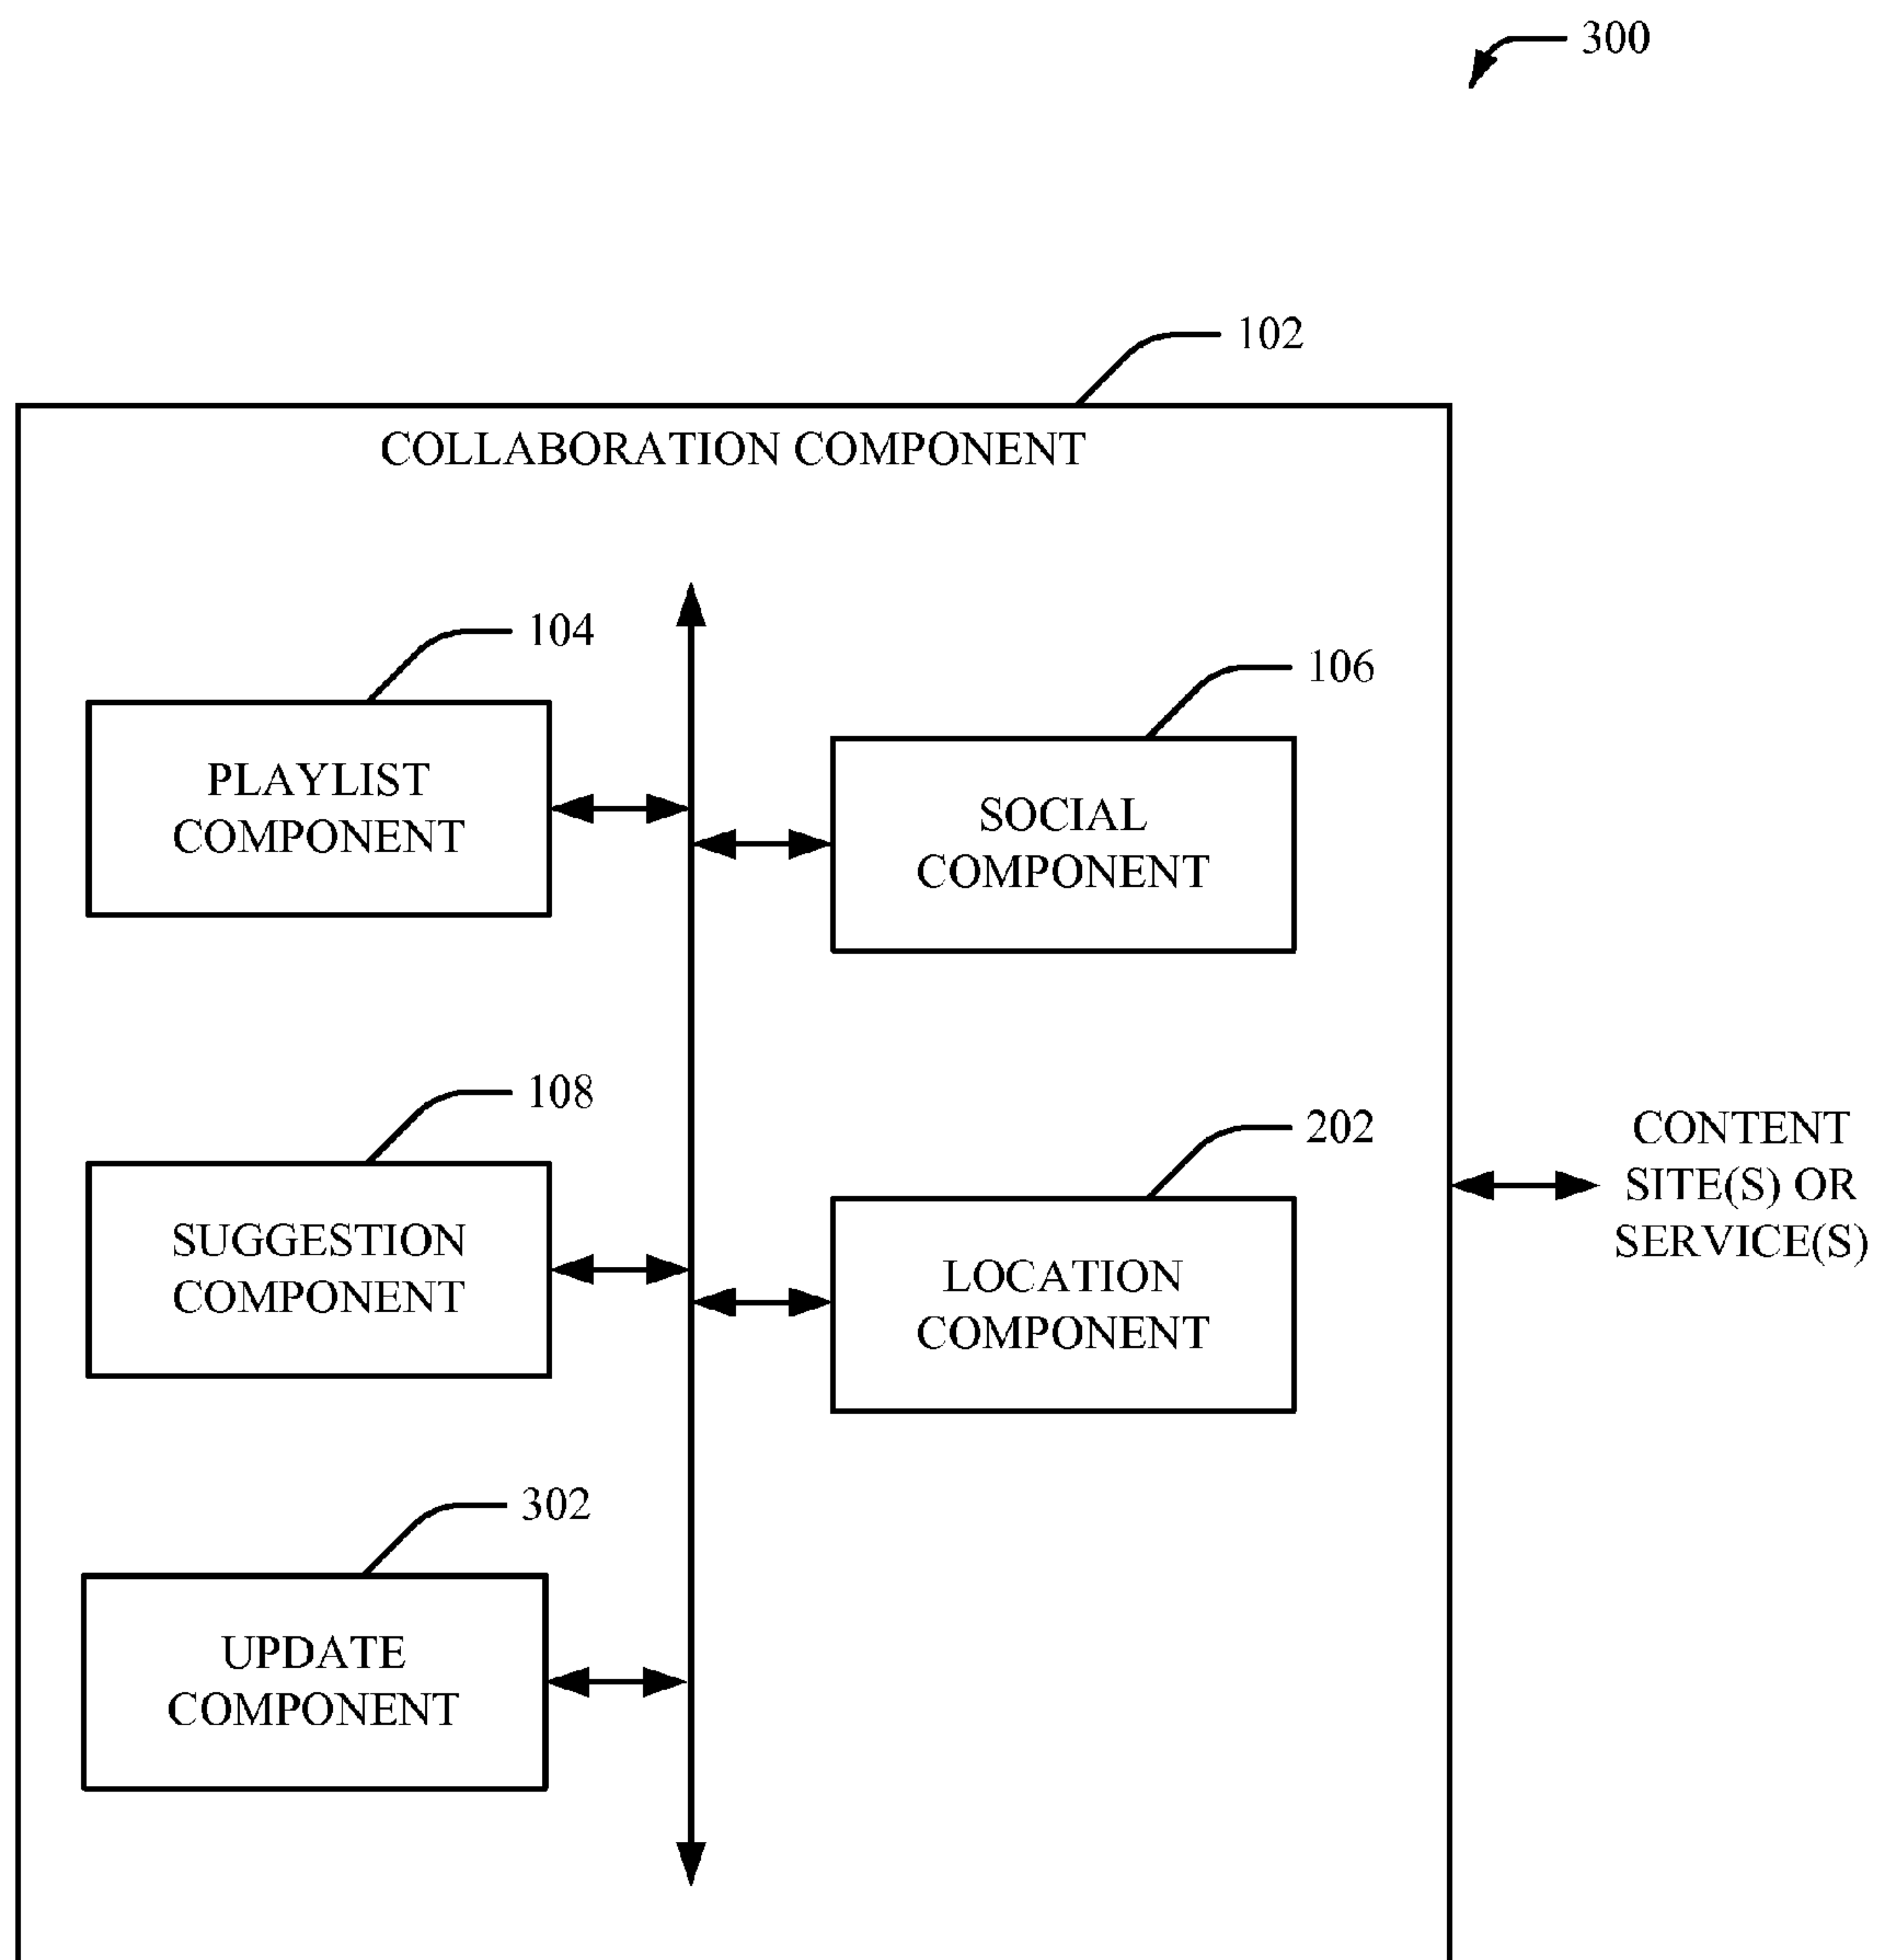 300
102
COLLABORATION COMPONENT
104
PLAYLIST
COMPONENT
106
SOCIAL
COMPONENT
108
SUGGESTION
COMPONENT
202
LOCATION
COMPONENT
CONTENT
SITE(S) OR
SERVICE(S)
302
UPDATE
COMPONENT